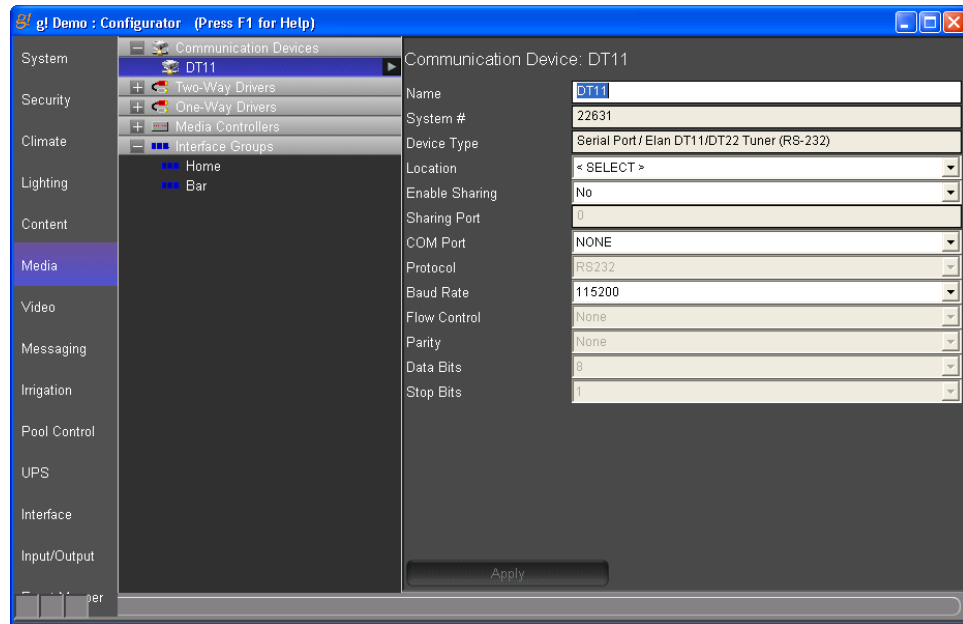 g! g! Demo : Configurator (Press F1 for Help)
System
Security
Climate
Lighting
Content
Media
Video
Messaging
Irrigation
Pool Control
UPS
Interface
Input/Output
Communication Devices
DT11
Two-Way Drivers
One-Way Drivers
Media Controllers
Interface Groups
Home
Bar
Communication Device: DT11
Name DT11
System # 22631
Device Type Serial Port / Elan DT11/DT22 Tuner (RS-232)
Location < SELECT >
Enable Sharing No
Sharing Port 0
COM Port NONE
Protocol RS232
Baud Rate 115200
Flow Control None
Parity None
Data Bits 8
Stop Bits 1
Apply